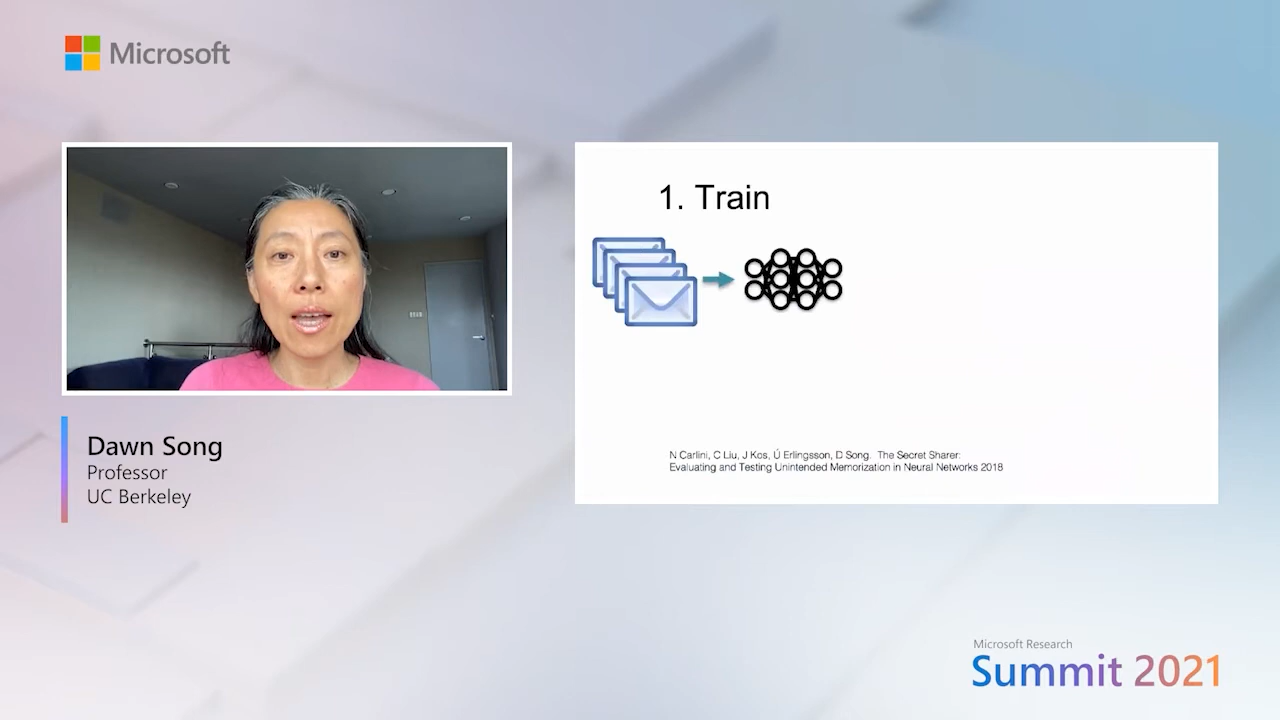 Microsoft
1. Train
N Carlini, C Liu, J Kos, Ú Erlingsson, D Song. The Secret Sharer:
Evaluating and Testing Unintended Memorization in Neural Networks 2018
Dawn Song
Professor
UC Berkeley
Microsoft Research
Summit 2021